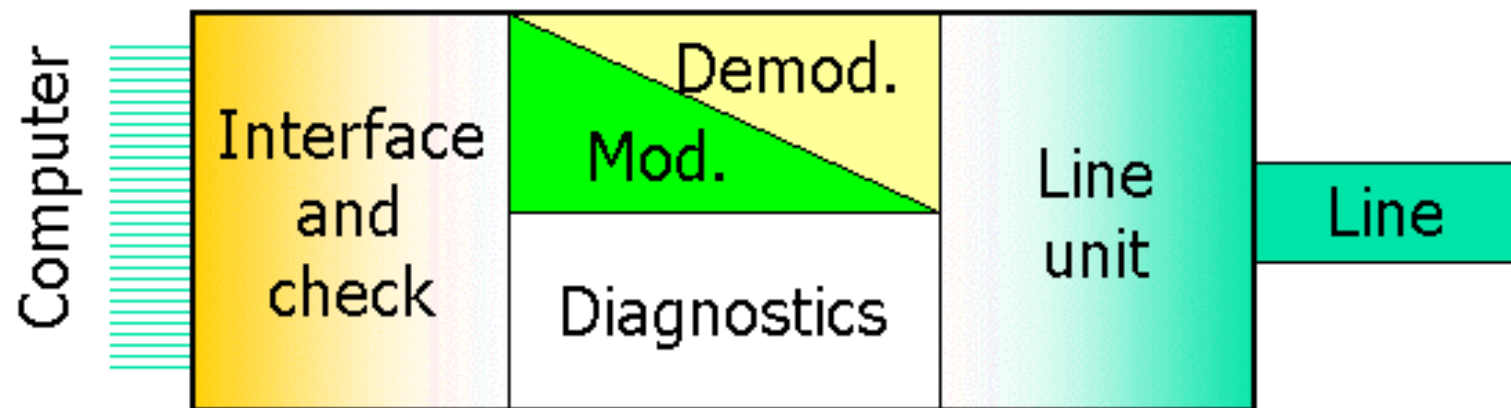 Computer
Interface
and
check
Demod.
Mod.
Diagnostics
Line
unit
Line